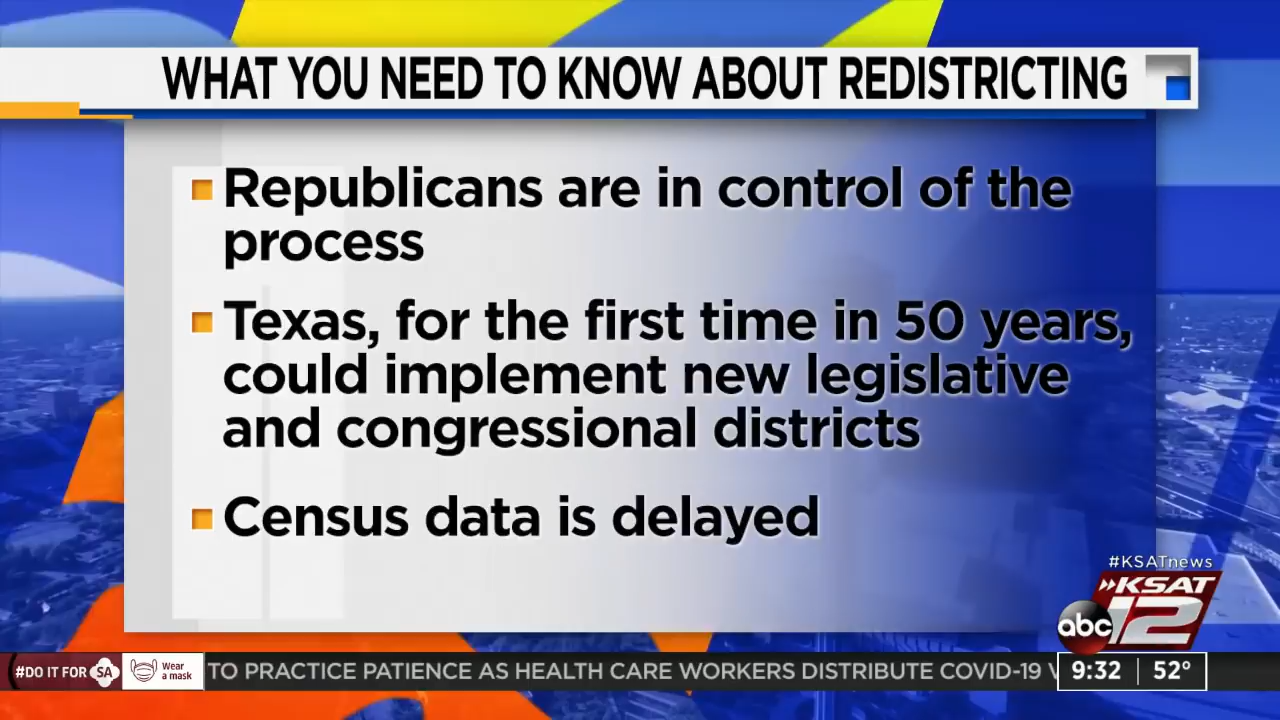 WHAT YOU NEED TO KNOW ABOUT REDISTRICTING
Republicans are in control of the
process
Texas, for the first time in 50 years,
could implement new legislative
and congressional districts
Census data is delayed
#KSATnews
KSAT
abc 12
#DO IT FOR SA
Wear
a mask
TO PRACTICE PATIENCE AS HEALTH CARE WORKERS DISTRIBUTE COVID-19
9:32 52°